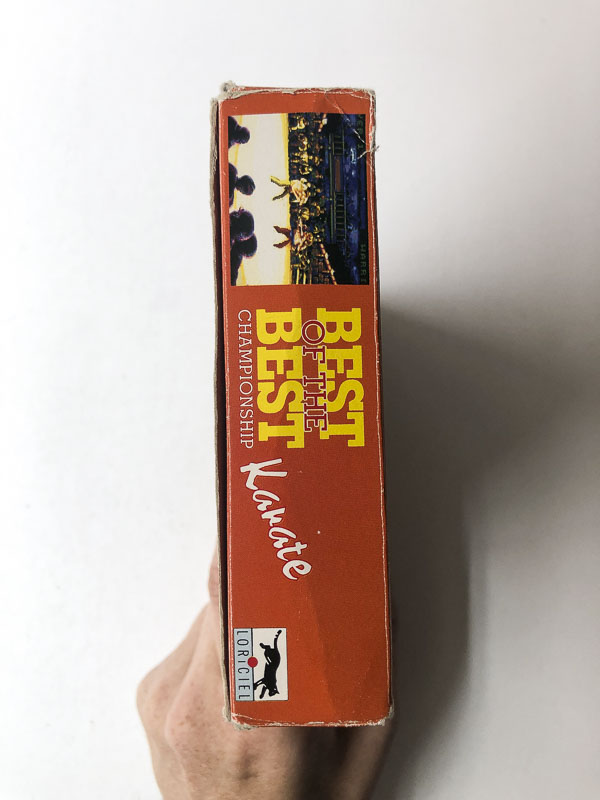 BEST
OF THE
BEST
CHAMPIONSHIP
Karate
LORICIEL